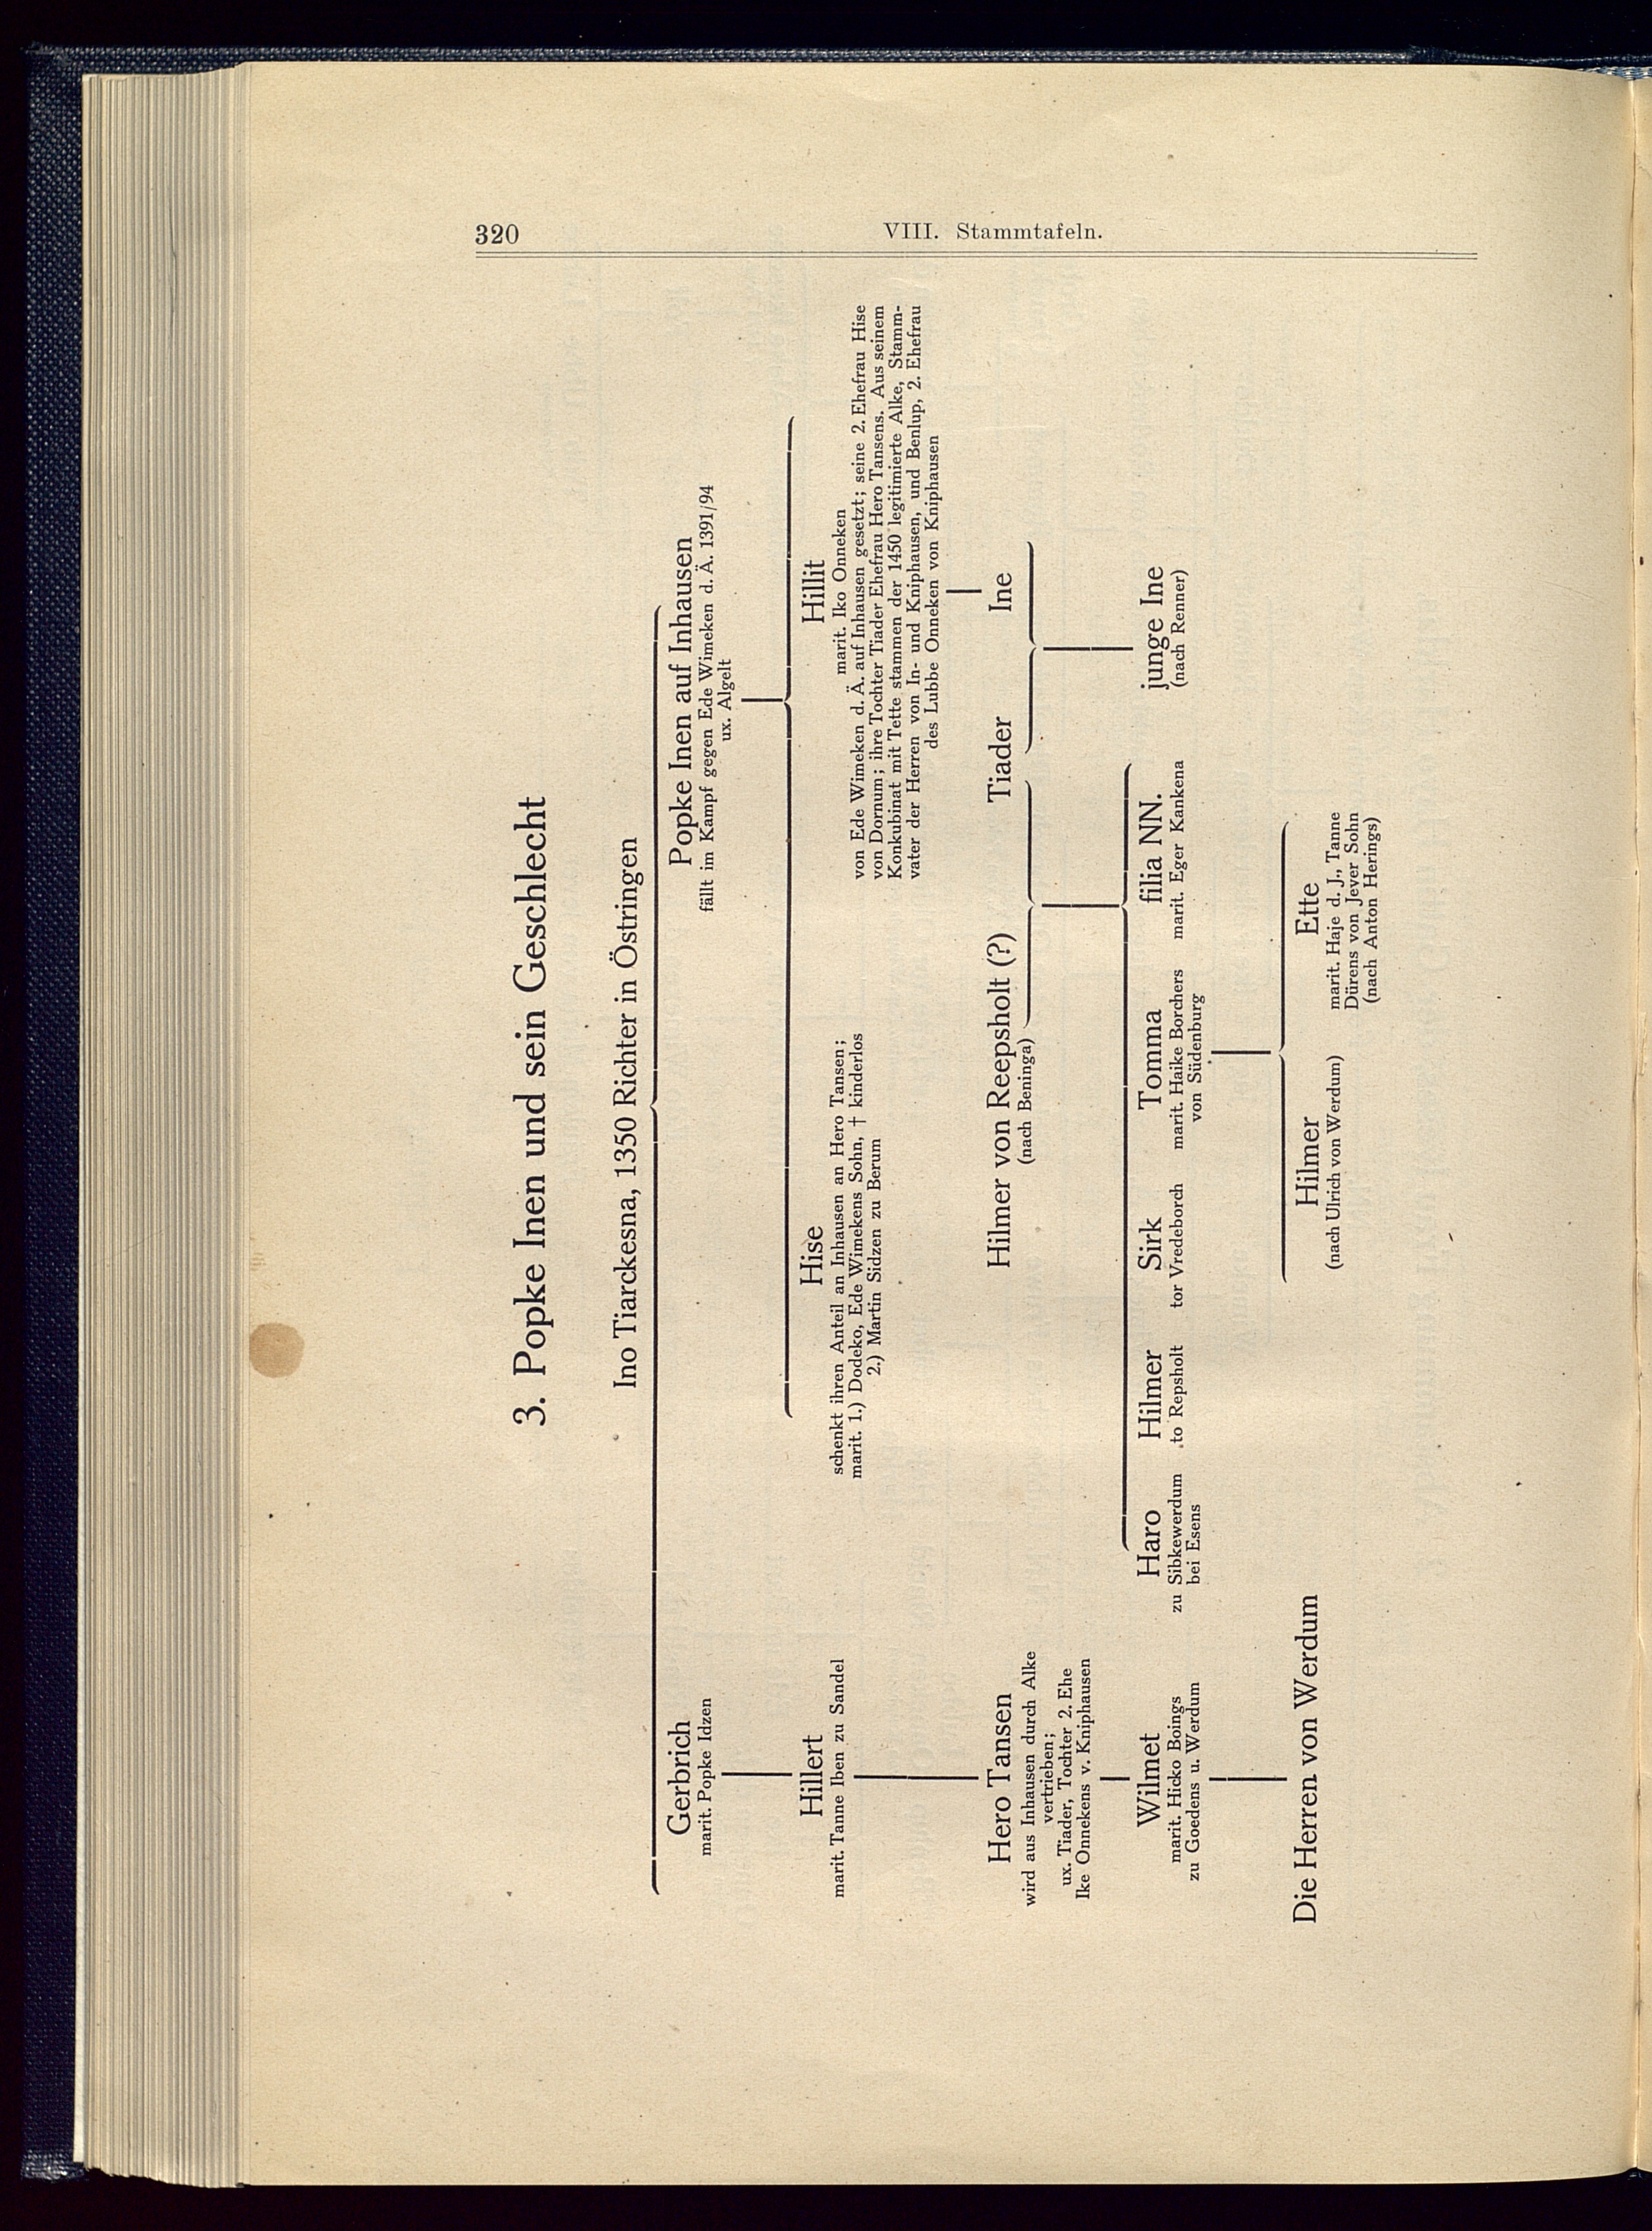 320
VIII. Stammtafeln.
3. Popke Inen und sein Geschlecht
Ino Tiarckesna, 1350 Richter in Östringen
Gerbrich
marit. Popke Idzen
Popke Inen auf Inhausen
fällt im Kampf gegen Ede Wimeken d. Ä. 1391/94
ux. Algelt
Hillert
marit. Tanne Iben zu Sandel
Hise
schenkt ihren Anteil an Inhausen an Hero Tansen;
marit. 1.) Dodeko, Ede Wimekens Sohn, † kinderlos
2.) Martin Sidzen zu Berum
Hillit
marit. Iko Onneken
von Ede Wimeken d. Ä. auf Inhausen gesetzt; seine 2. Ehefrau Hise
von Dornum; ihre Tochter Tiader Ehefrau Hero Tansens. Aus seinem
Konkubinat mit Tette stammen der 1450 legitimierte Alke, Stamm-
vater der Herren von In- und Kniphausen, und Benlup, 2. Ehefrau
des Lubbe Onneken von Kniphausen
Hero Tansen
wird aus Inhausen durch Alke
vertrieben;
ux. Tiader, Tochter 2. Ehe
Ike Onnekens v. Kniphausen
Hilmer von Reepsholt (?)
(nach Beninga)
Tiader
Ine
Wilmet
marit. Hicko Boings
zu Goedens u. Werdum
Haro
zu Sibkewerdum
bei Esens
Hilmer
to Repsholt
Sirk
tor Vredeborch
Tomma
marit. Haike Borchers
von Südenburg
filia NN.
marit. Eger Kankena
junge Ine
(nach Renner)
Die Herren von Werdum
Hilmer
(nach Ulrich von Werdum)
Ette
marit. Haje d. J., Tanne
Dürens von Jever Sohn
(nach Anton Herings)